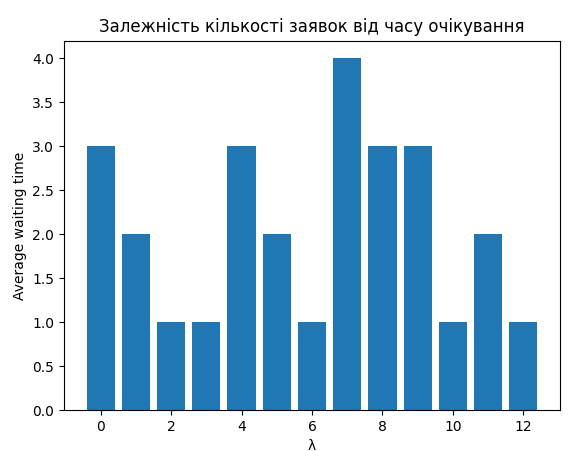 Залежність кількості заявок від часу очікування
4.0
3.5
3.0
2.5
2.0
1.5
1.0
0.5
0.0
Average waiting time
0 2 4 6 8 10 12
λ